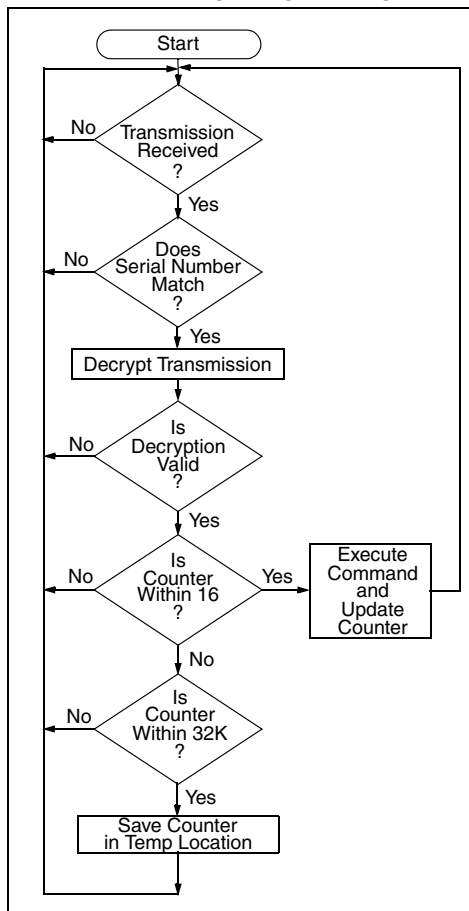 Start
No
Transmission
Received
?
Yes
No
Does
Serial Number
Match
?
Yes
Decrypt Transmission
No
Is
Decryption
Valid
?
Yes
No
Is
Counter
Within 16
?
Yes
Execute
Command
and
Update
Counter
No
No
Is
Counter
Within 32K
?
Yes
Save Counter
in Temp Location